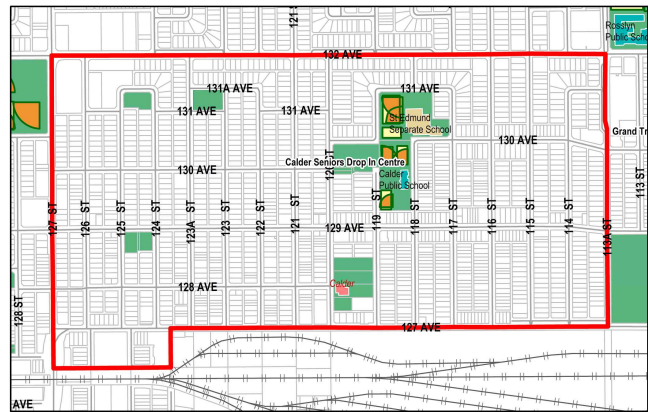 121 ST
Rosslyn
Public Scho
132 AVE
131A AVE
131 AVE
131 AVE
131 AVE
St Edmund
Separate School
130 AVE
Grand Tr
130 AVE
Calder Seniors Drop In Centre
120 ST
Calder
Public School
113 ST
127 ST
126 ST
125 ST
124 ST
123A ST
123 ST
122 ST
121 ST
119 ST
118 ST
117 ST
116 ST
115 ST
114 ST
113A ST
129 AVE
128 AVE
Calder
128 ST
127 AVE
AVE